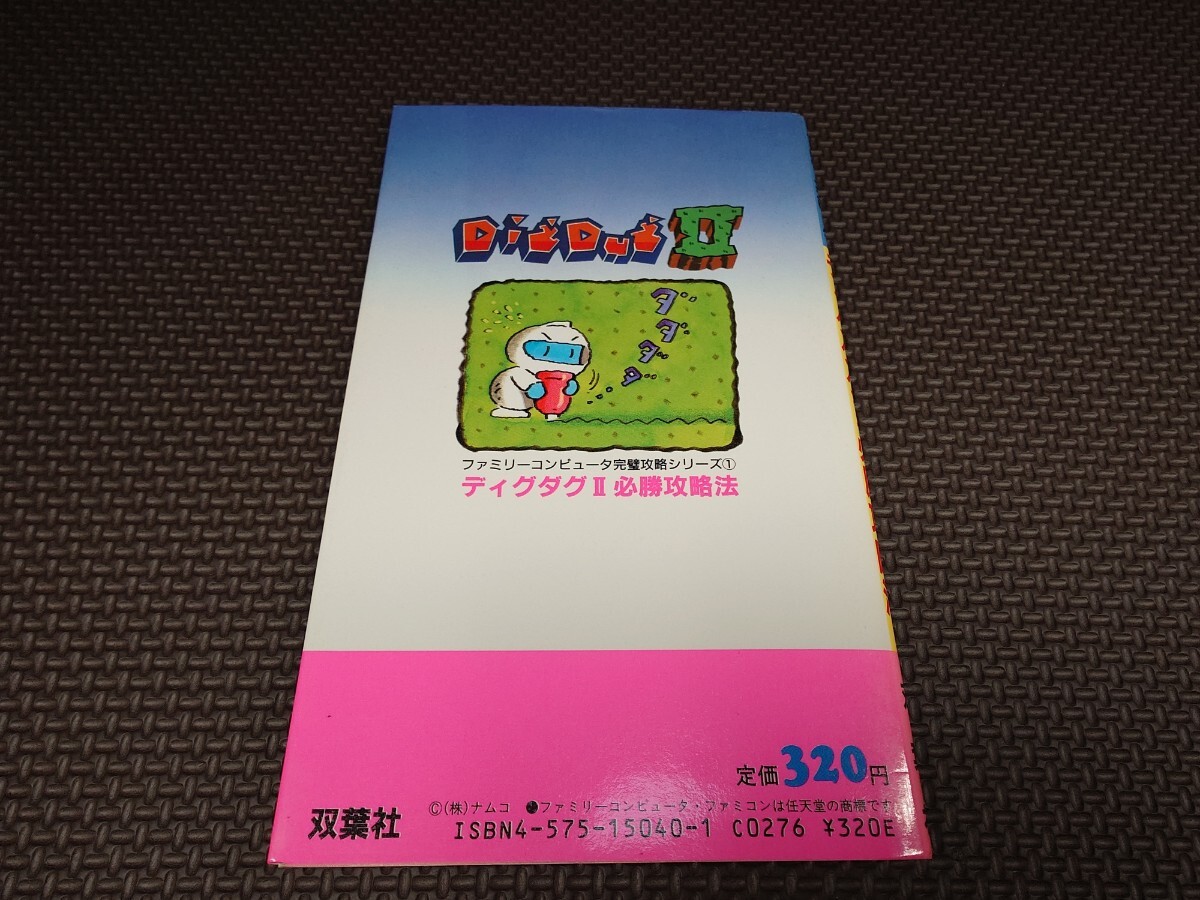 DigDug II
ダダダダ
ファミリーコンピュータ完璧攻略シリーズ①
ディグダグⅡ必勝攻略法
定価320円
©(株)ナムコ ●ファミリーコンピュータ・ファミコンは任天堂の商標です
双葉社
ISBN4-575-15040-1 C0276 ¥320E